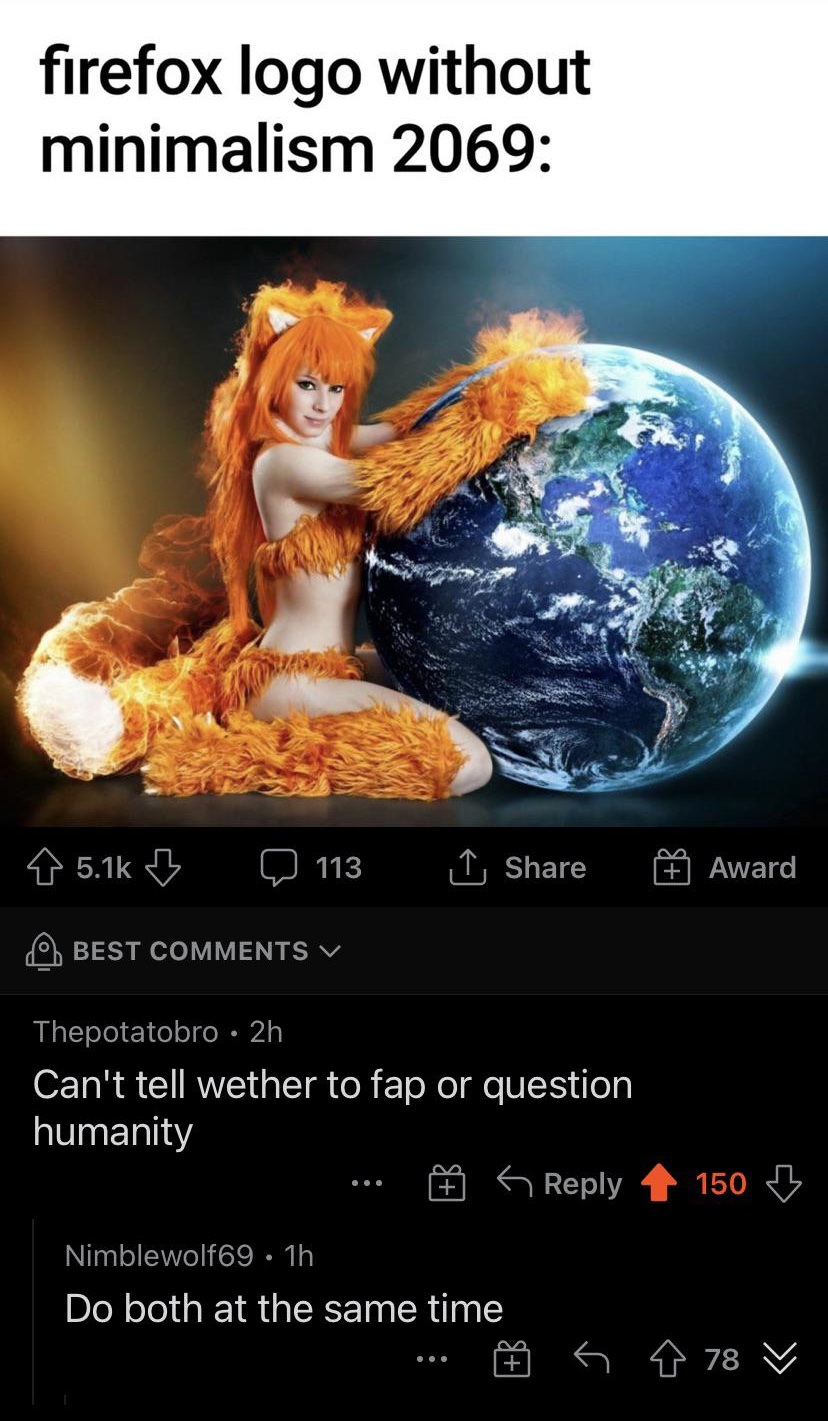 firefox logo without
minimalism 2069:
5.1k 113 Share Award
BEST COMMENTS
Thepotatobro • 2h
Can't tell wether to fap or question
humanity
... Reply 150
Nimblewolf69 • 1h
Do both at the same time
... 78